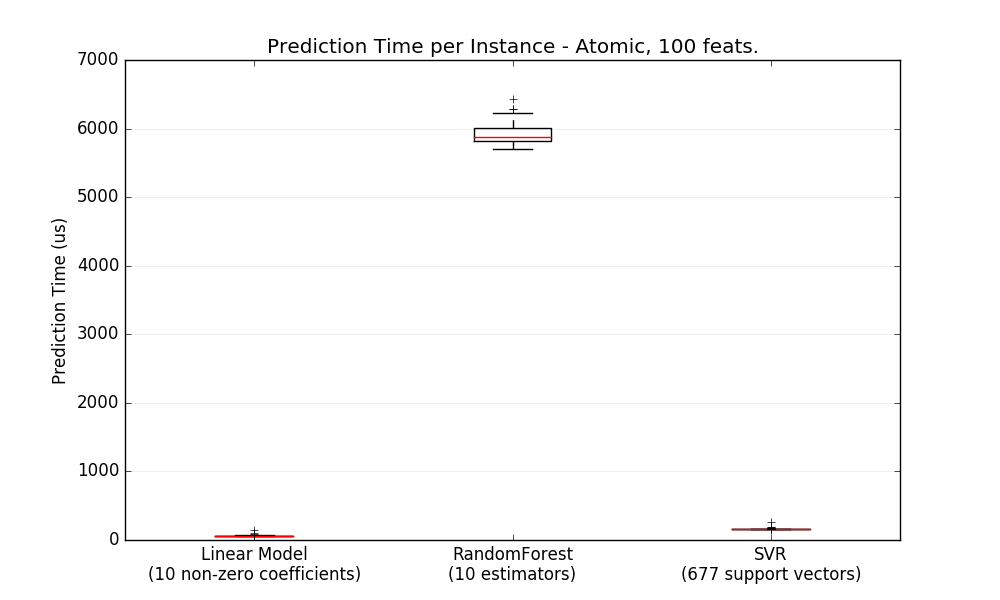 Prediction Time per Instance - Atomic, 100 feats.
7000
6000
5000
4000
3000
2000
1000
0
Prediction Time (us)
Linear Model
(10 non-zero coefficients)
RandomForest
(10 estimators)
SVR
(677 support vectors)